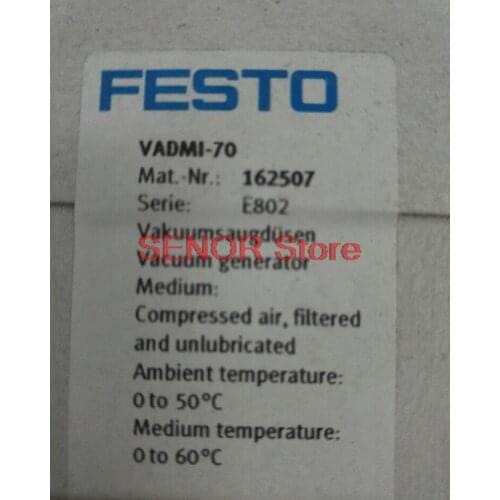 FESTO
VADMI-70
Mat.-Nr.: 162507
Serie: E802
Vakuumsaugdüsen
SENOR Store
Vacuum generator
Medium:
Compressed air, filtered
and unlubricated
Ambient temperature:
0 to 50°C
Medium temperature:
0 to 60°C